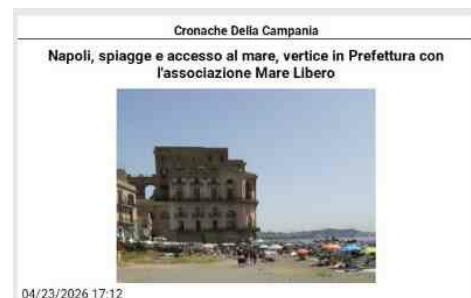 Cronache Della Campania
Napoli, spiagge e accesso al mare, vertice in Prefettura con
l'associazione Mare Libero
04/23/2026 17:12